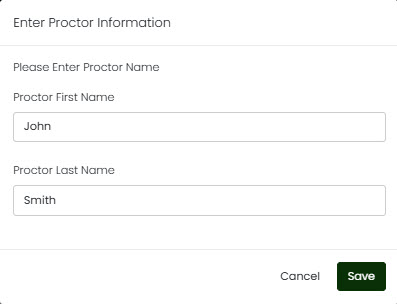 Enter Proctor Information
Please Enter Proctor Name
Proctor First Name
John
Proctor Last Name
Smith
Cancel Save